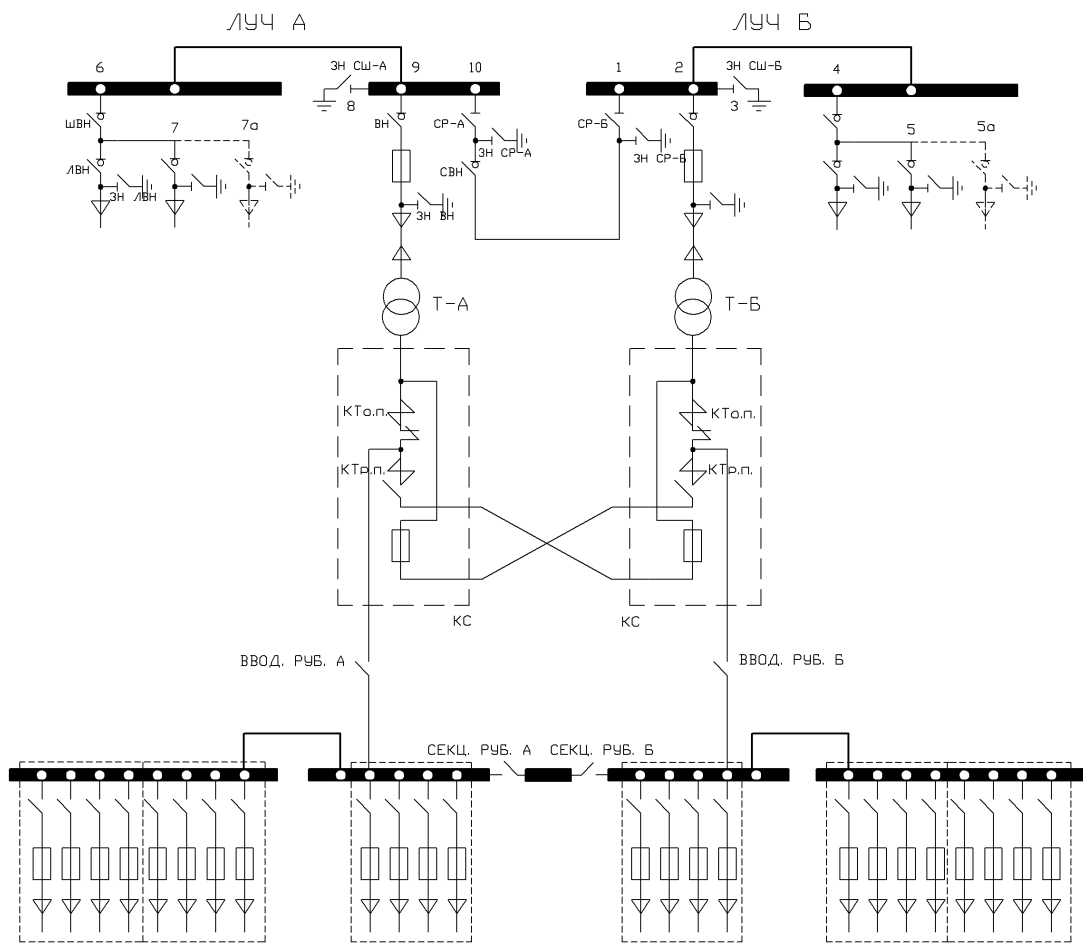 ЛУЧ А
ЛУЧ Б
6
ЗН СШ-А
9
10
1
2
ЗН СШ-Б
4
8
3
ШВН
7
7а
ВН
СР-А
СР-Б
5
5а
ЗН СР-А
ЗН СР-Б
ЛВН
СВН
ЗН ЛВН
ЗН ВН
Т-А
Т-Б
КТо.п.
КТо.п.
КТр.п.
КТр.п.
КС
КС
ВВОД. РУБ. А
ВВОД. РУБ. Б
СЕКЦ. РУБ. А
СЕКЦ. РУБ. Б